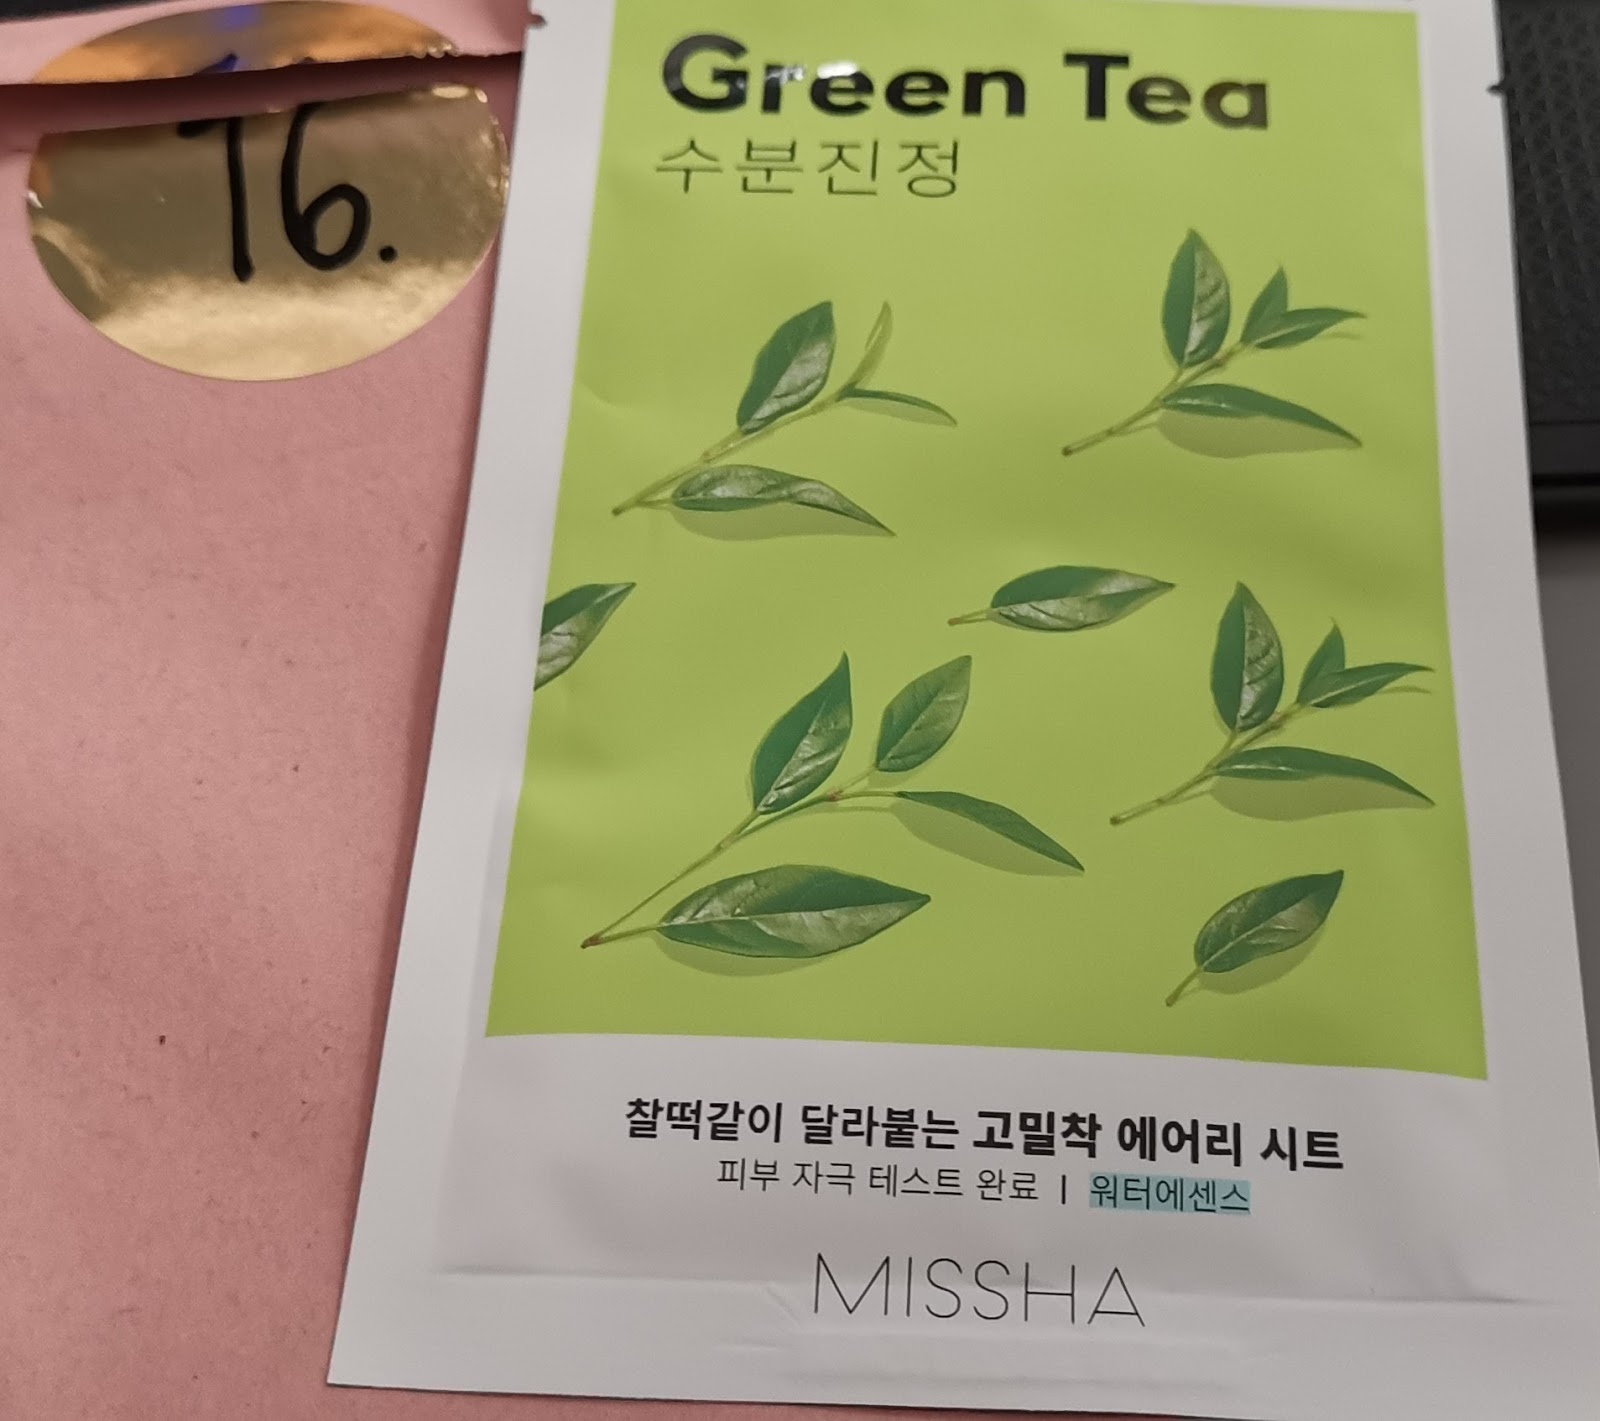 16.
Green Tea
수분진정
찰떡같이 달라붙는 고밀착 에어리 시트
피부 자극 테스트 완료 | 워터에센스
MISSHA